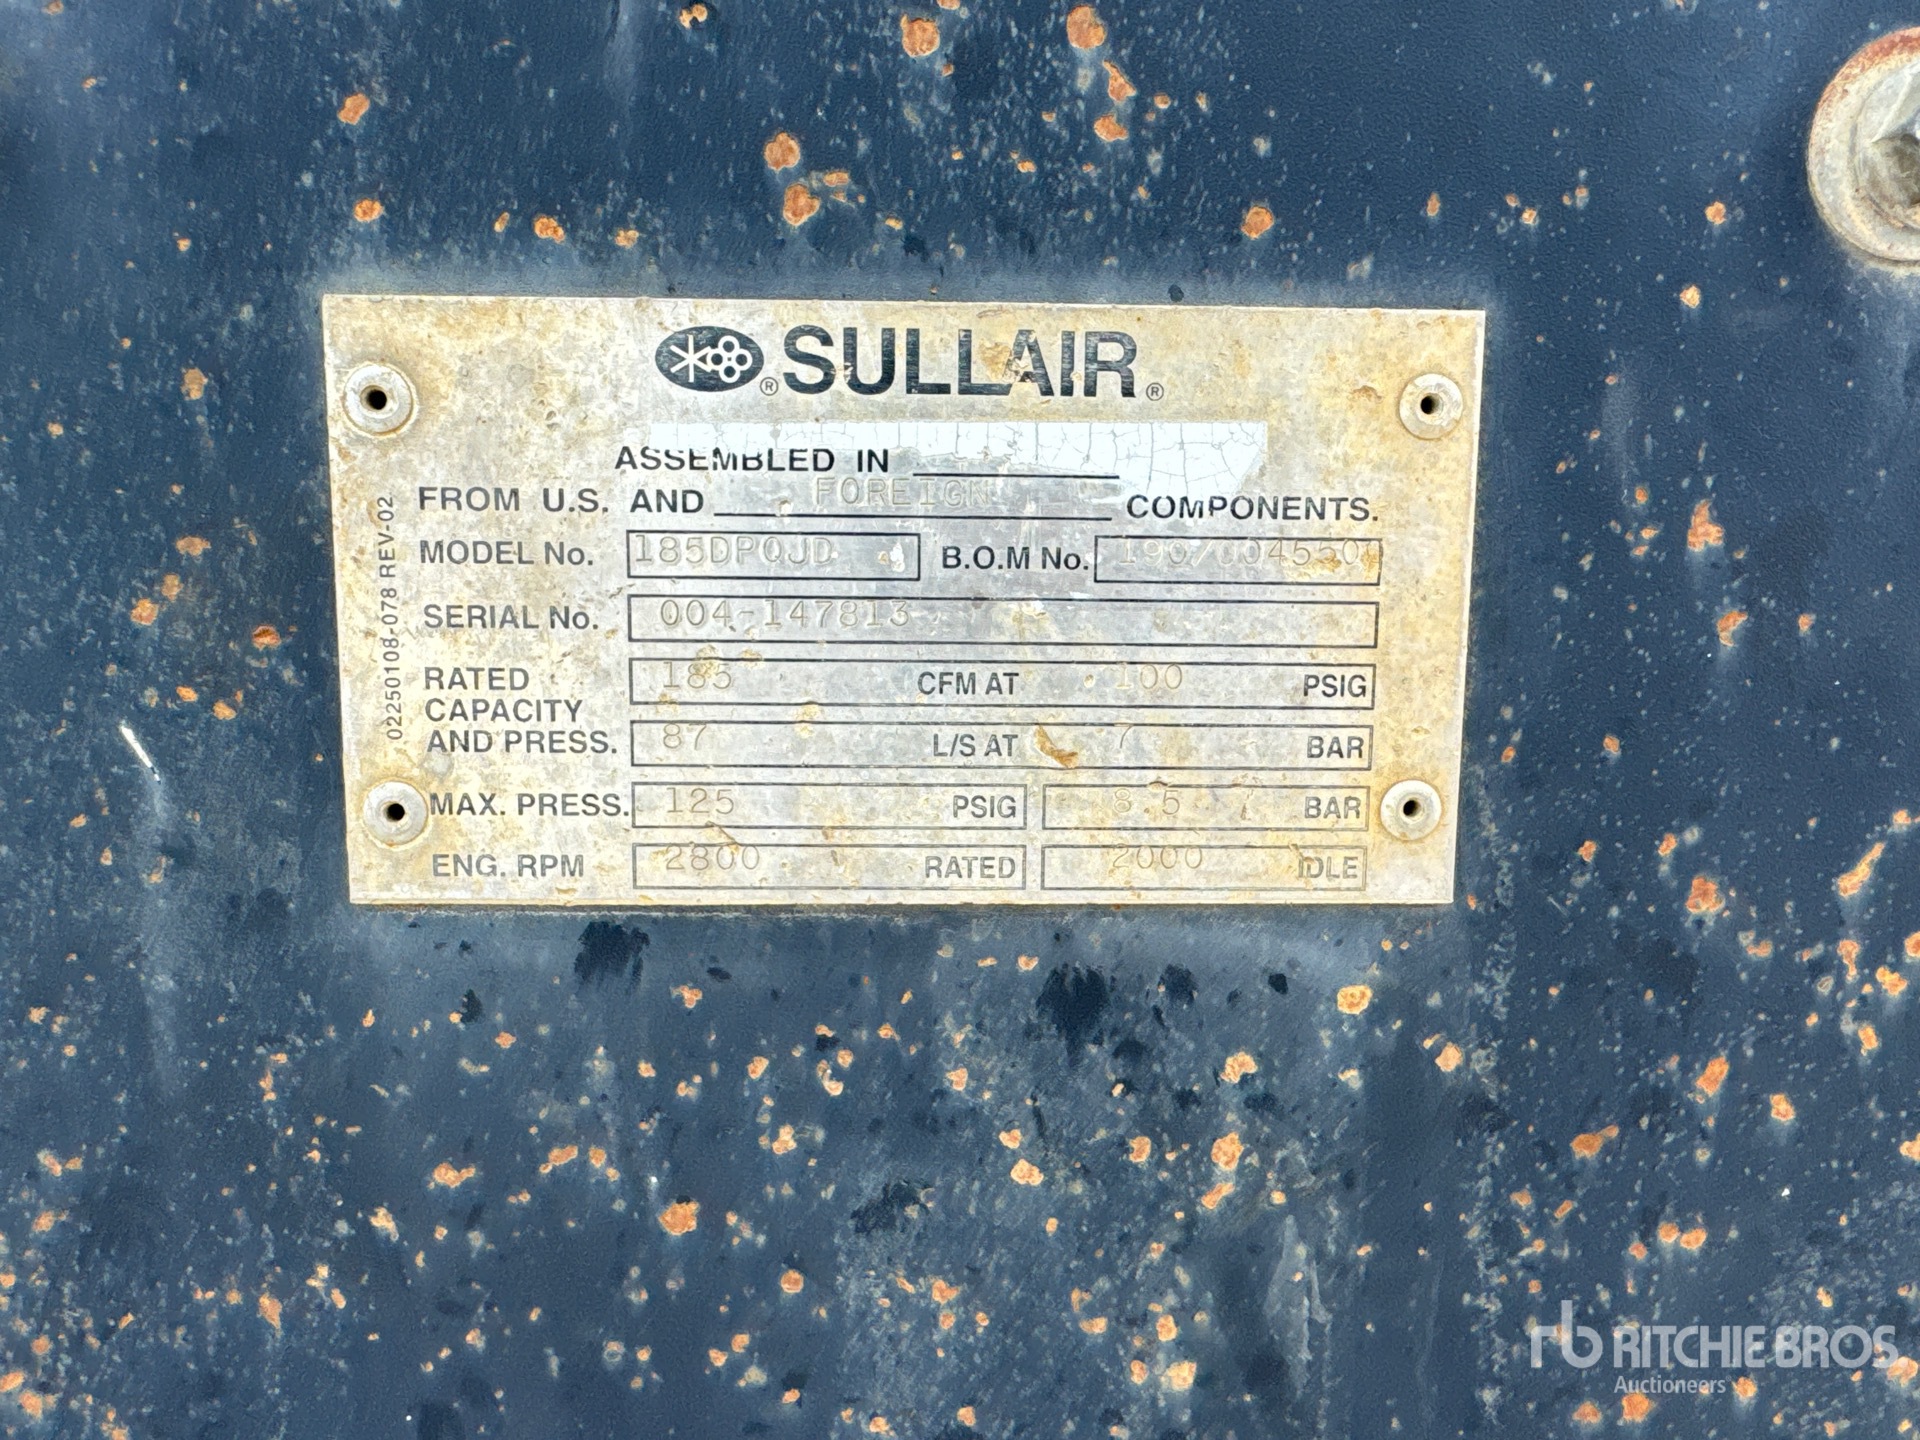 ® SULLAIR ®
ASSEMBLED IN
FROM U.S. AND FOREIGN COMPONENTS.
MODEL No. 185DPQJD B.O.M No.
SERIAL No. 004-147813
RATED CAPACITY AND PRESS.
185 CFM AT 100 PSIG
87 L/S AT 7 BAR
MAX. PRESS. 125 PSIG 8.5 BAR
ENG. RPM 2800 RATED 2000 IDLE
02250108-078 REV-02
rb RITCHIE BROS.
Auctioneers